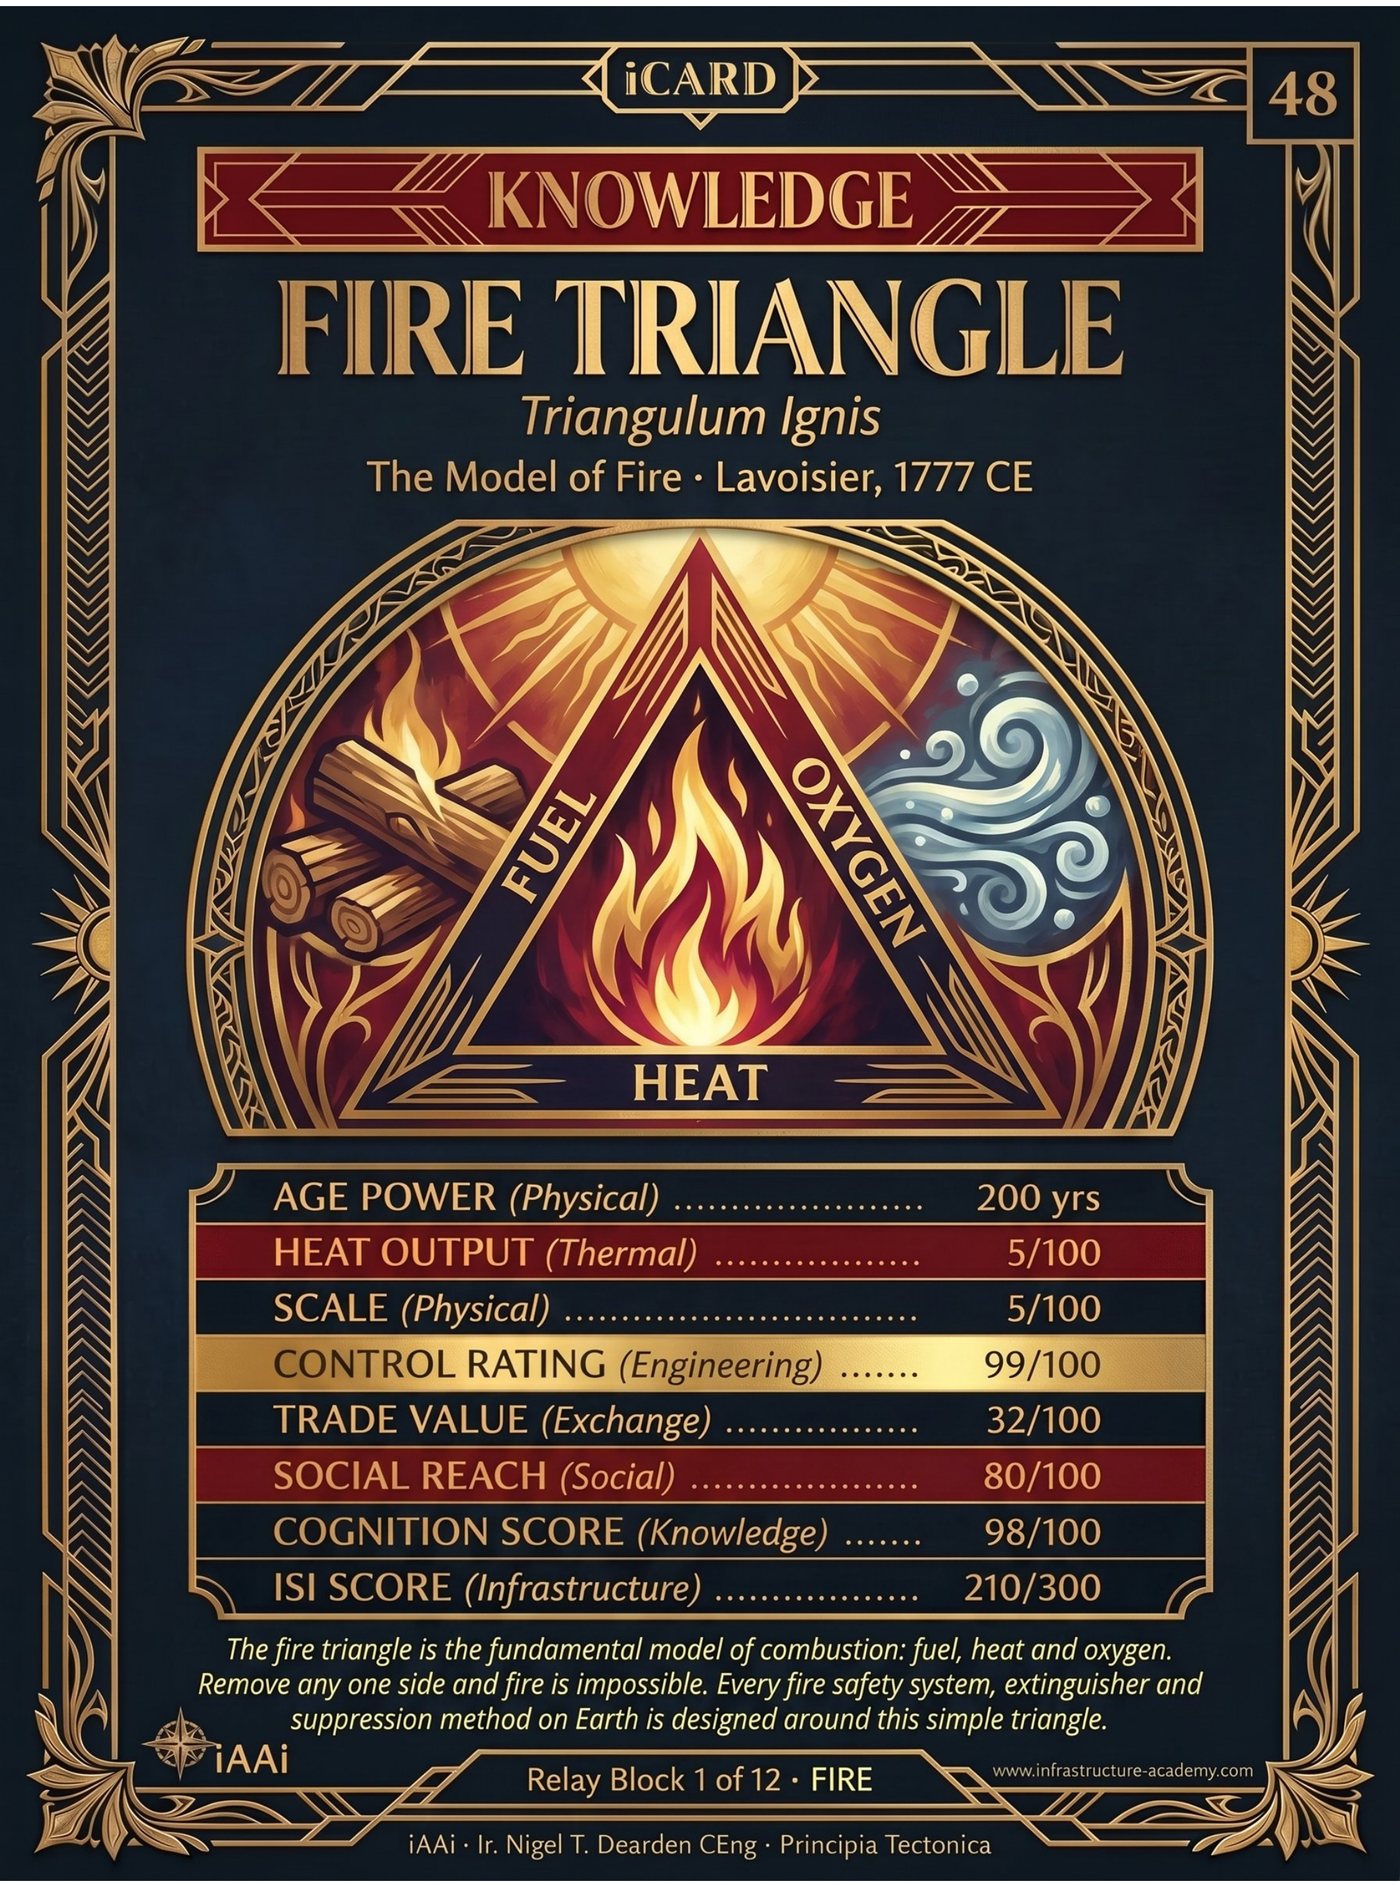 iCARD
48
KNOWLEDGE
FIRE TRIANGLE
Triangulum Ignis
The Model of Fire · Lavoisier, 1777 CE
FUEL
OXYGEN
HEAT
AGE POWER (Physical) ...................... 200 yrs
HEAT OUTPUT (Thermal) .................. 5/100
SCALE (Physical) ............................... 5/100
CONTROL RATING (Engineering) ....... 99/100
TRADE VALUE (Exchange) ................. 32/100
SOCIAL REACH (Social) .................... 80/100
COGNITION SCORE (Knowledge) ....... 98/100
ISI SCORE (Infrastructure) .................. 210/300
The fire triangle is the fundamental model of combustion: fuel, heat and oxygen.
Remove any one side and fire is impossible. Every fire safety system, extinguisher and
suppression method on Earth is designed around this simple triangle.
iAAi
Relay Block 1 of 12 · FIRE
www.infrastructure-academy.com
iAAi · Ir. Nigel T. Dearden CEng · Principia Tectonica